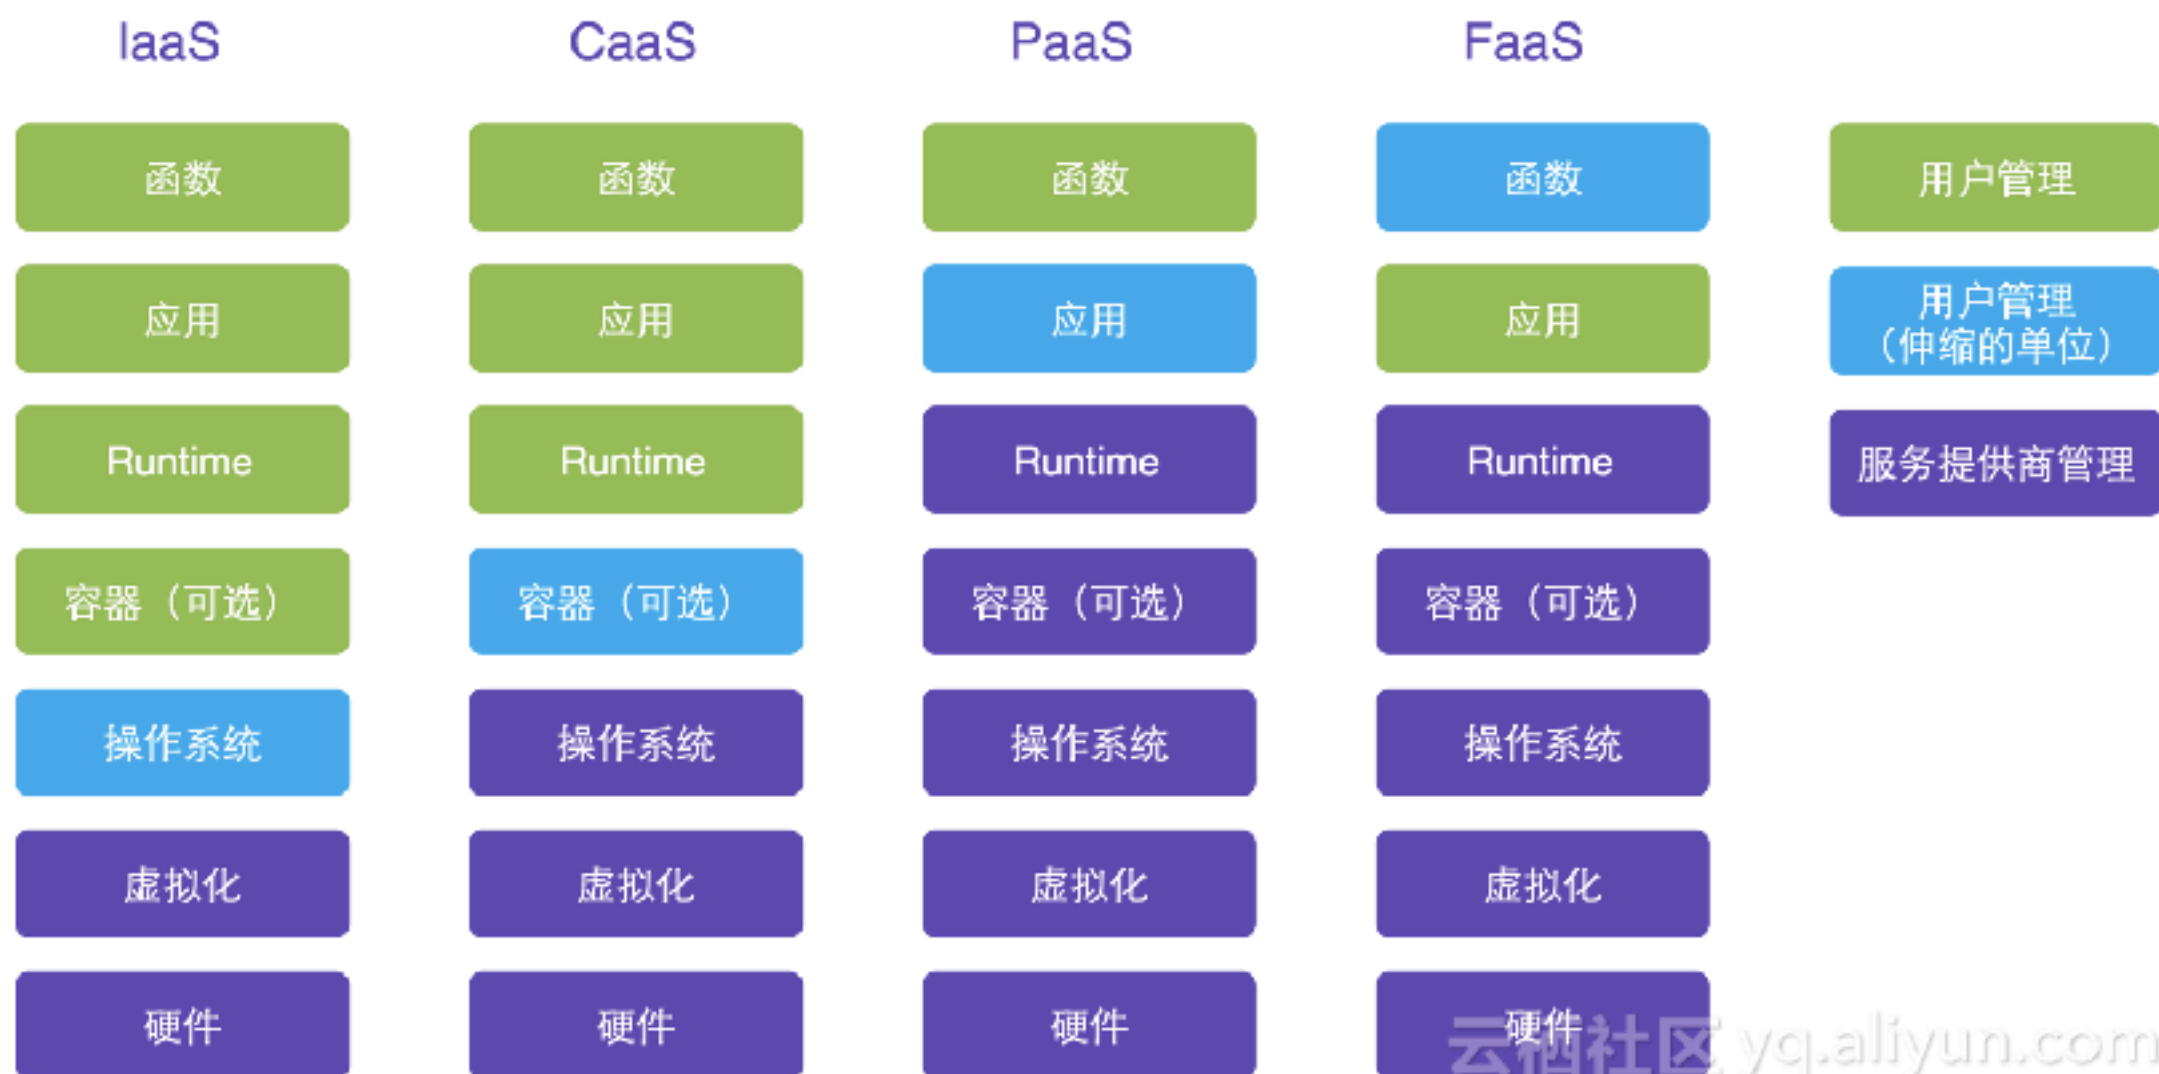 IaaS CaaS PaaS FaaS
函数 函数 函数 函数 用户管理
应用 应用 应用 应用 用户管理
（伸缩的单位）
Runtime Runtime Runtime Runtime 服务提供商管理
容器（可选） 容器（可选） 容器（可选） 容器（可选）
操作系统 操作系统 操作系统 操作系统
虚拟化 虚拟化 虚拟化 虚拟化
硬件 硬件 硬件 硬件
云栖社区 yq.aliyun.com